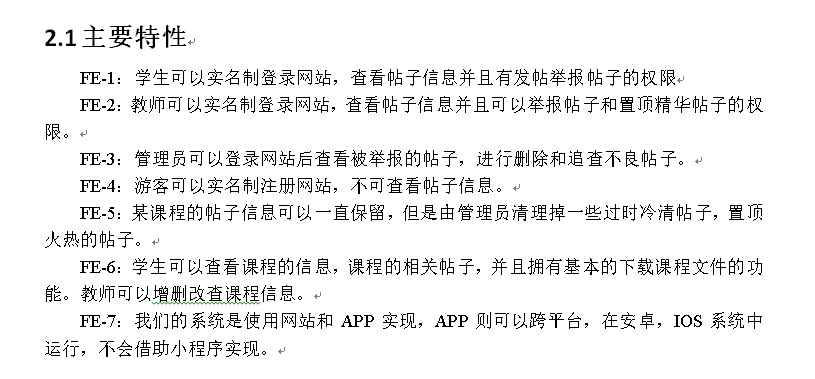 2.1 主要特性
FE-1：学生可以实名制登录网站，查看帖子信息并且有发帖举报帖子的权限
FE-2：教师可以实名制登录网站，查看帖子信息并且可以举报帖子和置顶精华帖子的权
限。
FE-3：管理员可以登录网站后查看被举报的帖子，进行删除和追查不良帖子。
FE-4：游客可以实名制注册网站，不可查看帖子信息。
FE-5：某课程的帖子信息可以一直保留，但是由管理员清理掉一些过时冷清帖子，置顶
火热的帖子。
FE-6：学生可以查看课程的信息，课程的相关帖子，并且拥有基本的下载课程文件的功
能。教师可以增删改查课程信息。
FE-7：我们的系统是使用网站和 APP 实现，APP 则可以跨平台，在安卓，IOS 系统中
运行，不会借助小程序实现。